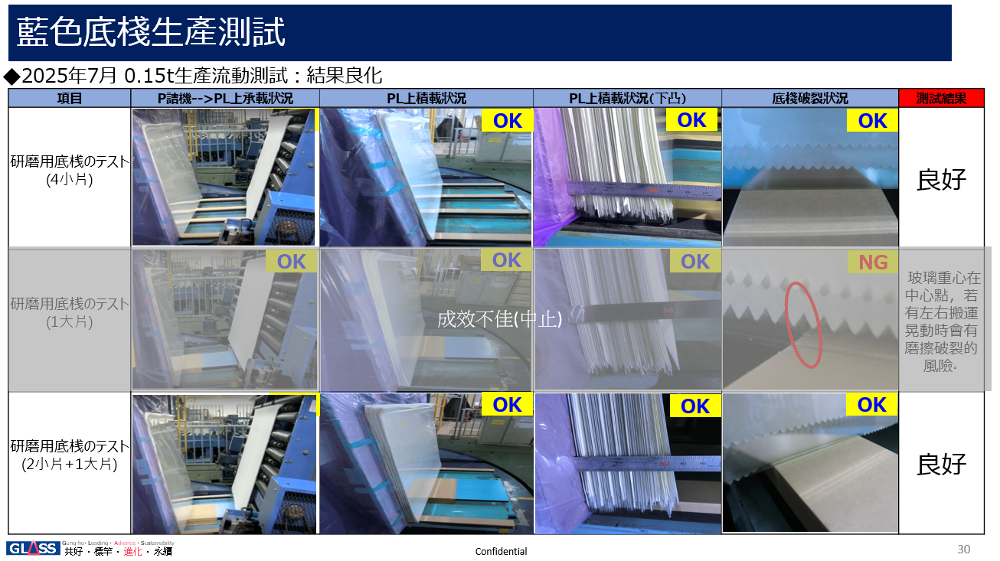 藍色底棧生產測試
◆2025年7月 0.15t生產流動測試：結果良化
項目
P請機-->PL上承載狀況
PL上積載狀況
PL上積載狀況(下凸)
底棧破裂狀況
測試結果
研磨用底桟のテスト
(4小片)
OK
OK
OK
良好
研磨用底桟のテスト
(1大片)
OK
OK
OK
NG
玻璃重心在
中心點，若
有左右搬運
晃動時會有
磨擦破裂的
風險。
成效不佳(中止)
50
研磨用底桟のテスト
(2小片+1大片)
OK
OK
OK
良好
50
GLASS
Gung-ho · Leading · Advance · Sustainability
共好 · 標竿 · 進化 · 永續
Confidential
30